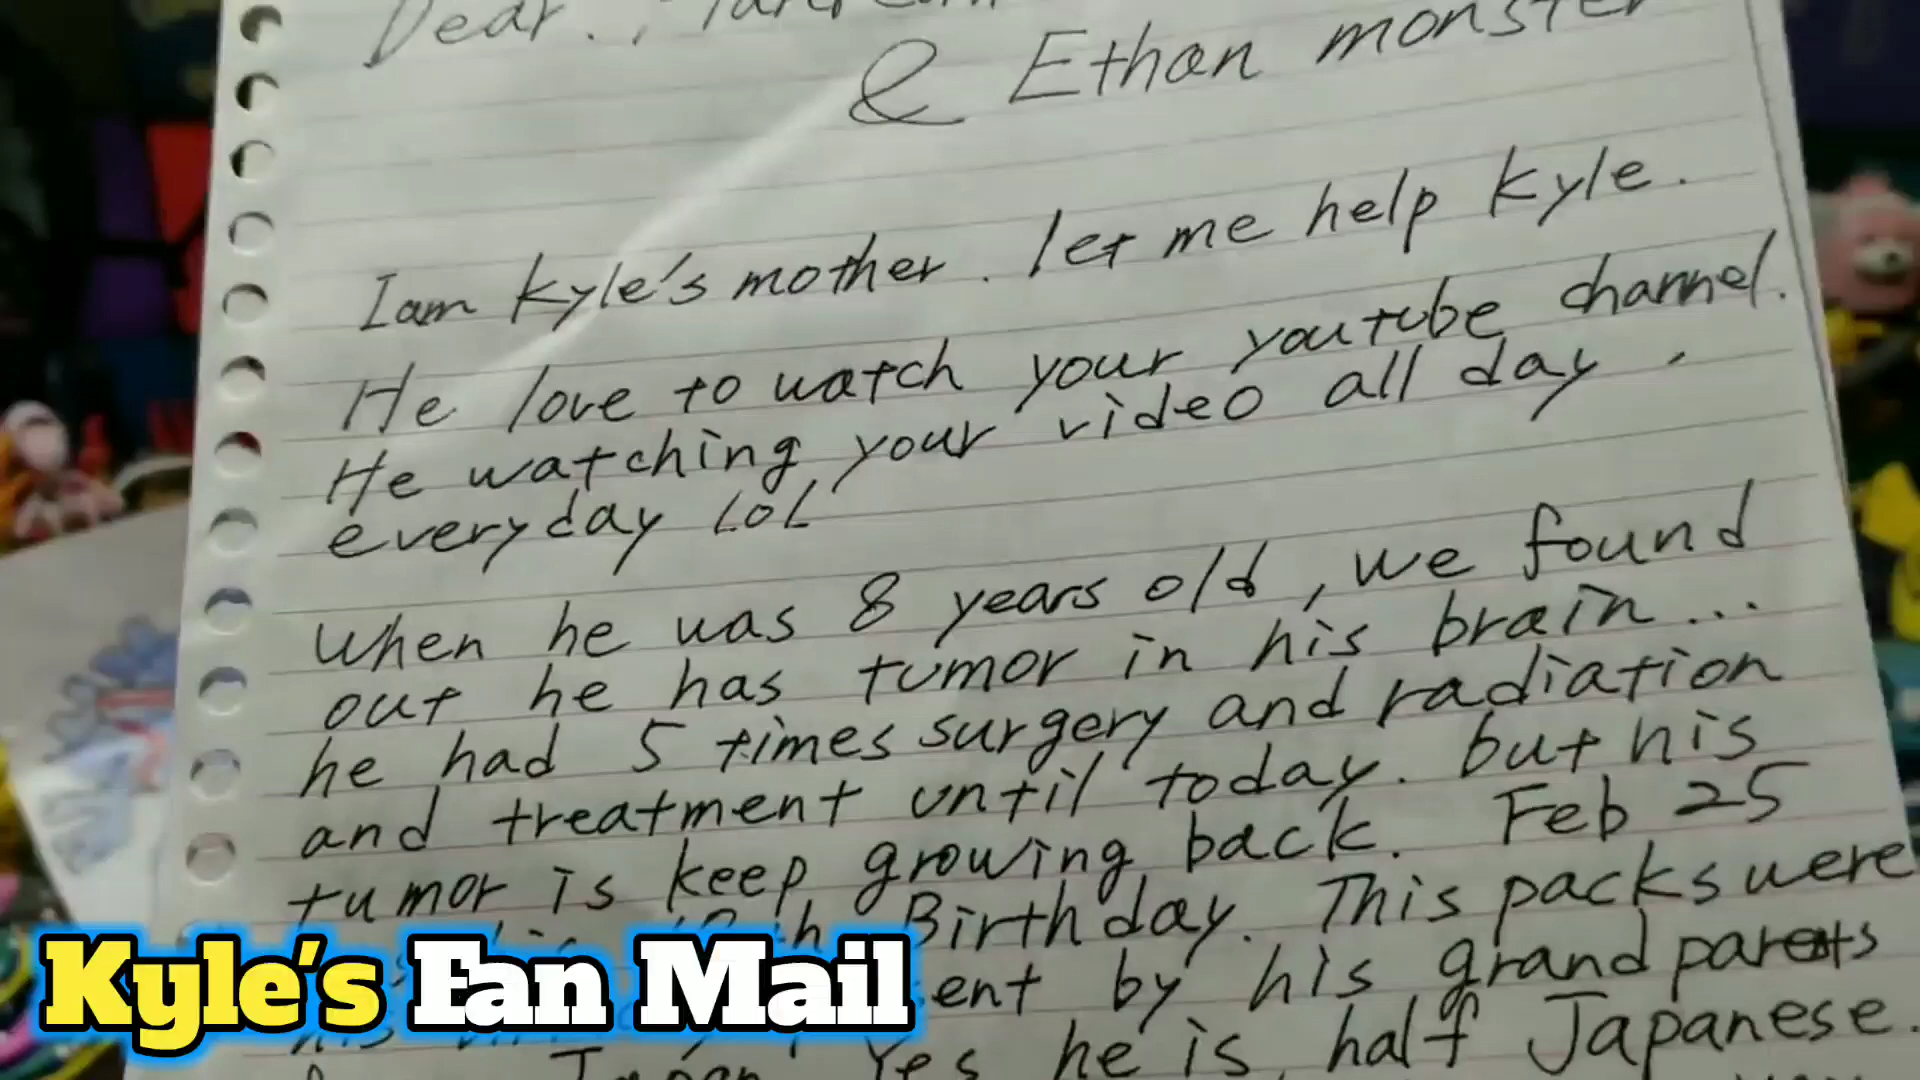 Dear.
& Ethan monster
I am Kyle's mother. let me help Kyle.
He love to watch your youtube channel.
He watching your video all day.
everyday LOL
When he was 8 years old, we found
out he has tumor in his brain...
he had 5 times surgery and radiation
and treatment until today. but his
tumor is keep growing back. Feb 25
Birthday. This packs were
by his grand parents
Yes he is half Japanese.
Kyle's Fan Mail